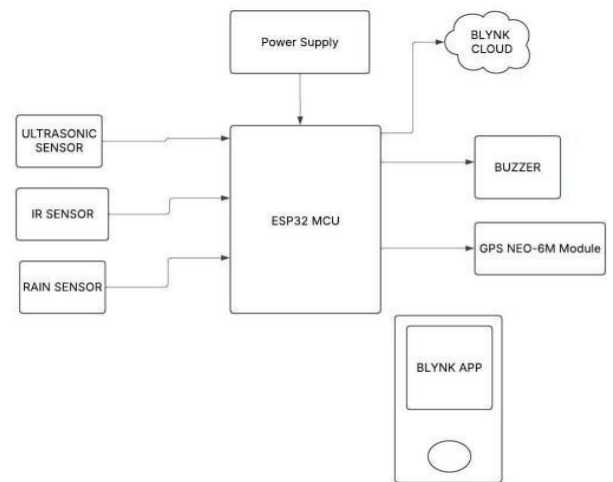 Power Supply
BLYNK
CLOUD
ULTRASONIC
SENSOR
BUZZER
IR SENSOR
ESP32 MCU
GPS NEO-6M Module
RAIN SENSOR
BLYNK APP